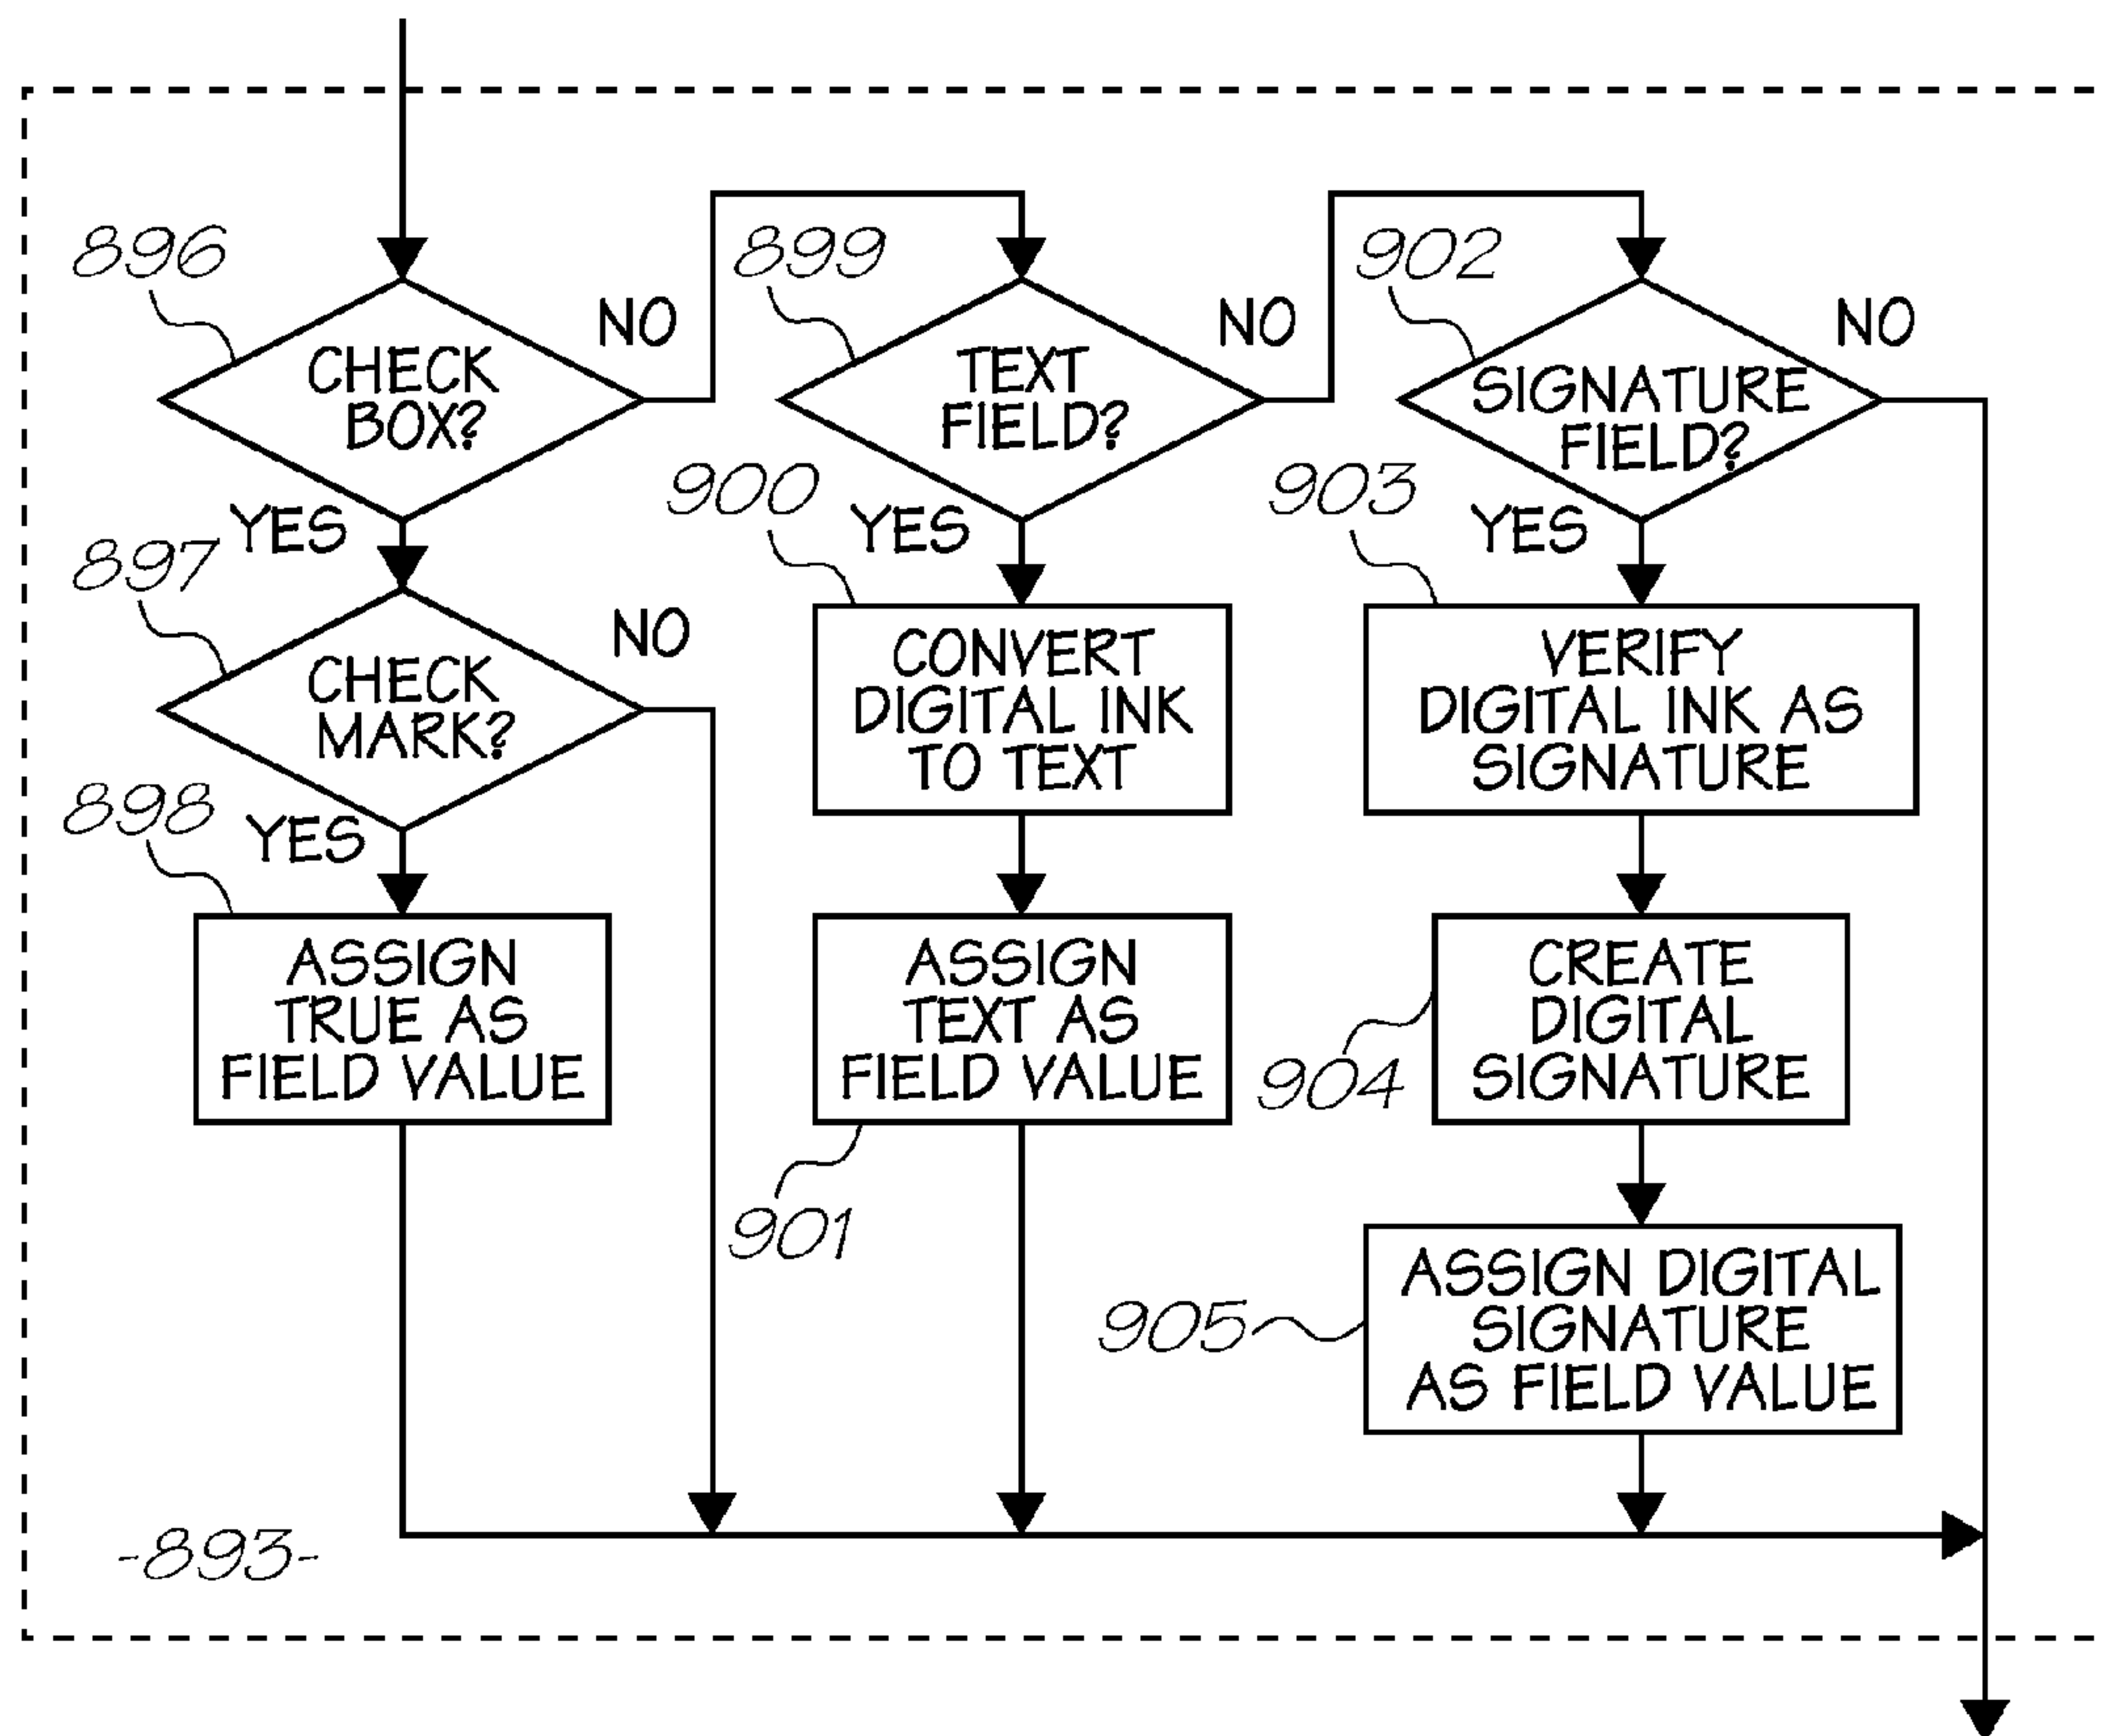 896
CHECK
BOX?
NO
YES
897
CHECK
MARK?
NO
YES
898
ASSIGN
TRUE AS
FIELD VALUE
899
TEXT
FIELD?
NO
YES
900
CONVERT
DIGITAL INK
TO TEXT
ASSIGN
TEXT AS
FIELD VALUE
901
902
SIGNATURE
FIELD?
NO
YES
903
VERIFY
DIGITAL INK AS
SIGNATURE
CREATE
DIGITAL
SIGNATURE
904
ASSIGN DIGITAL
SIGNATURE
AS FIELD VALUE
905
-893-